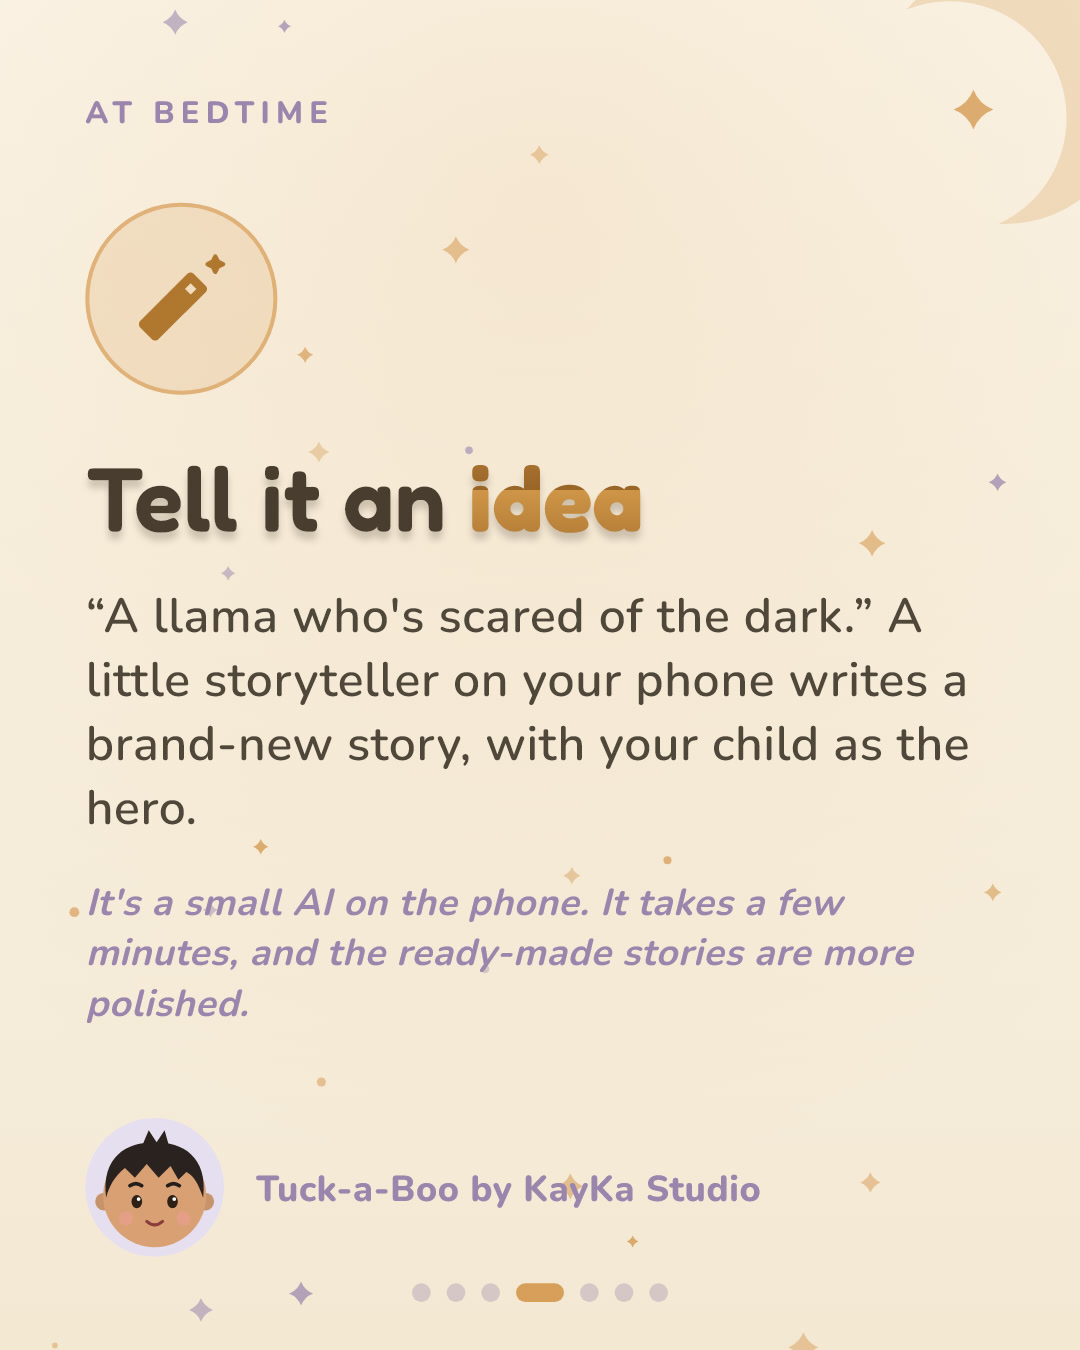 AT BEDTIME
Tell it an idea
“A llama who's scared of the dark.” A
little storyteller on your phone writes a
brand-new story, with your child as the
hero.
It's a small AI on the phone. It takes a few
minutes, and the ready-made stories are more
polished.
Tuck-a-Boo by KayKa Studio